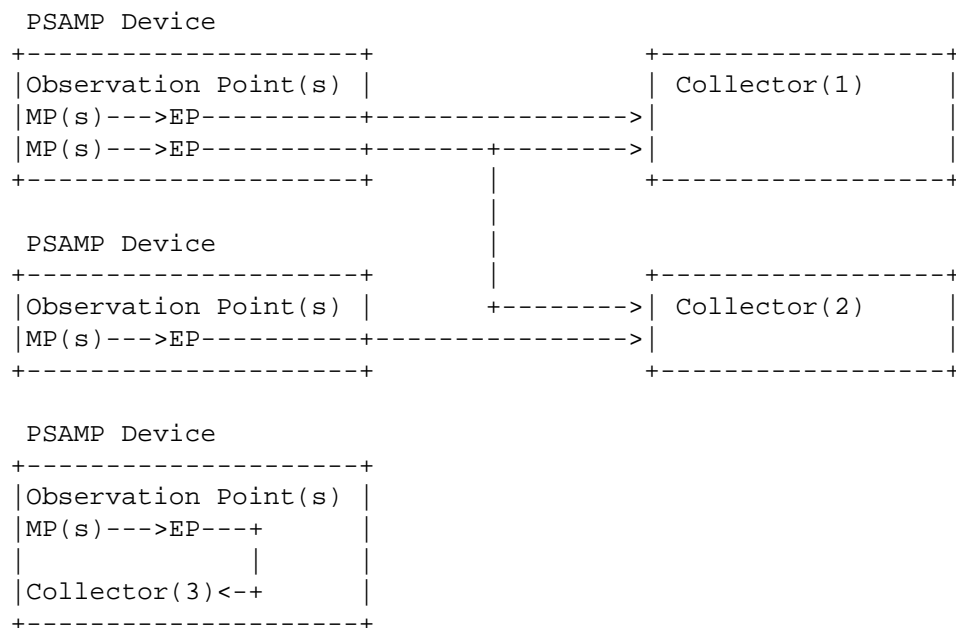 PSAMP Device
+---------------------+                 +------------------+
|Observation Point(s) |                 | Collector(1)     |
|MP(s)--->EP----------+---------------->|                  |
|MP(s)--->EP----------+-------+-------->|                  |
+---------------------+       |         +------------------+
                              |
 PSAMP Device                 |
+---------------------+       |         +------------------+
|Observation Point(s) |       +-------->| Collector(2)     |
|MP(s)--->EP----------+---------------->|                  |
+---------------------+                 +------------------+
 PSAMP Device
+---------------------+
|Observation Point(s) |
|MP(s)--->EP---+      |
|              |      |
|Collector(3)<-+      |
+---------------------+